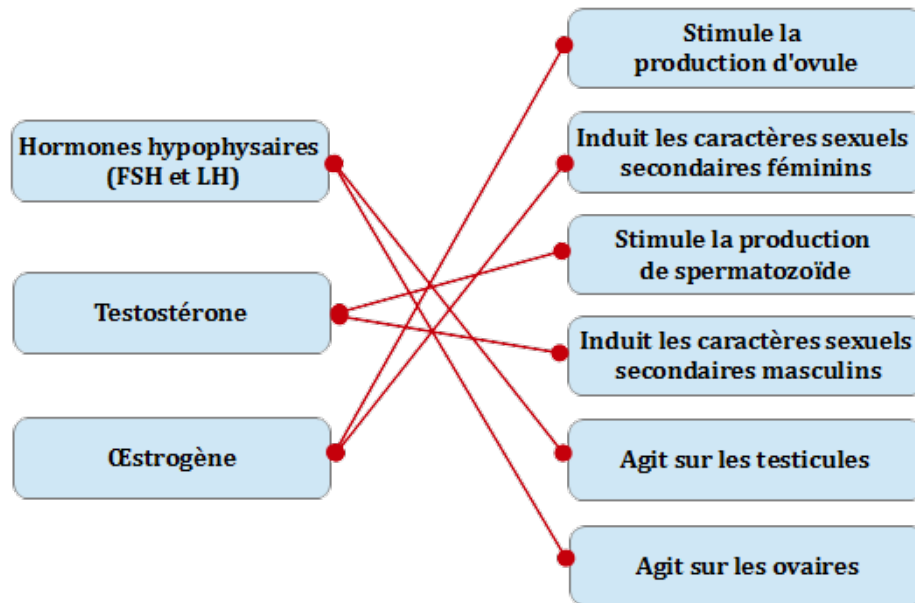 Hormones hypophysaires
(FSH et LH)
Testostérone
Œstrogène
Stimule la
production d'ovule
Induit les caractères sexuels
secondaires féminins
Stimule la production
de spermatozoïde
Induit les caractères sexuels
secondaires masculins
Agit sur les testicules
Agit sur les ovaires